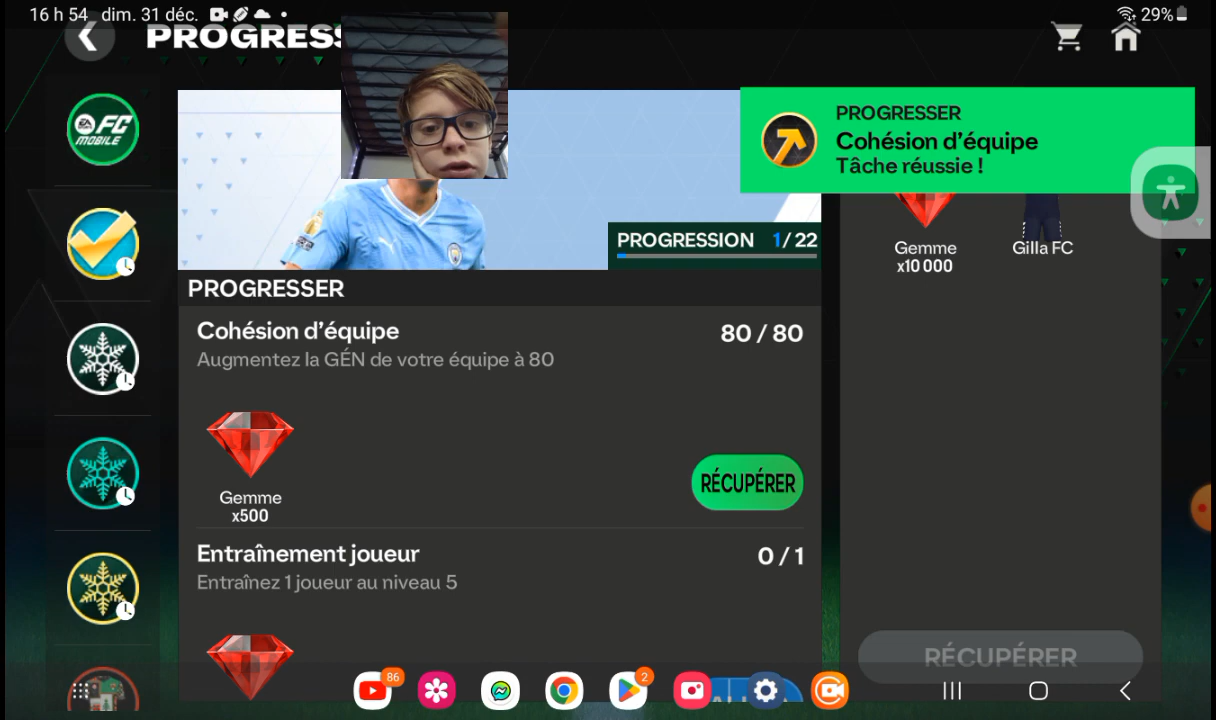 16 h 54 dim. 31 déc.
29%
PROGRESS
EA FC
MOBILE
PROGRESSER
Cohésion d'équipe
Tâche réussie !
PROGRESSION 1/22
Gemme
x10 000
Gilla FC
PROGRESSER
Cohésion d'équipe
80 / 80
Augmentez la GÉN de votre équipe à 80
Gemme
x500
RÉCUPÉRER
Entraînement joueur
0 / 1
Entraînez 1 joueur au niveau 5
RÉCUPÉRER
86
2